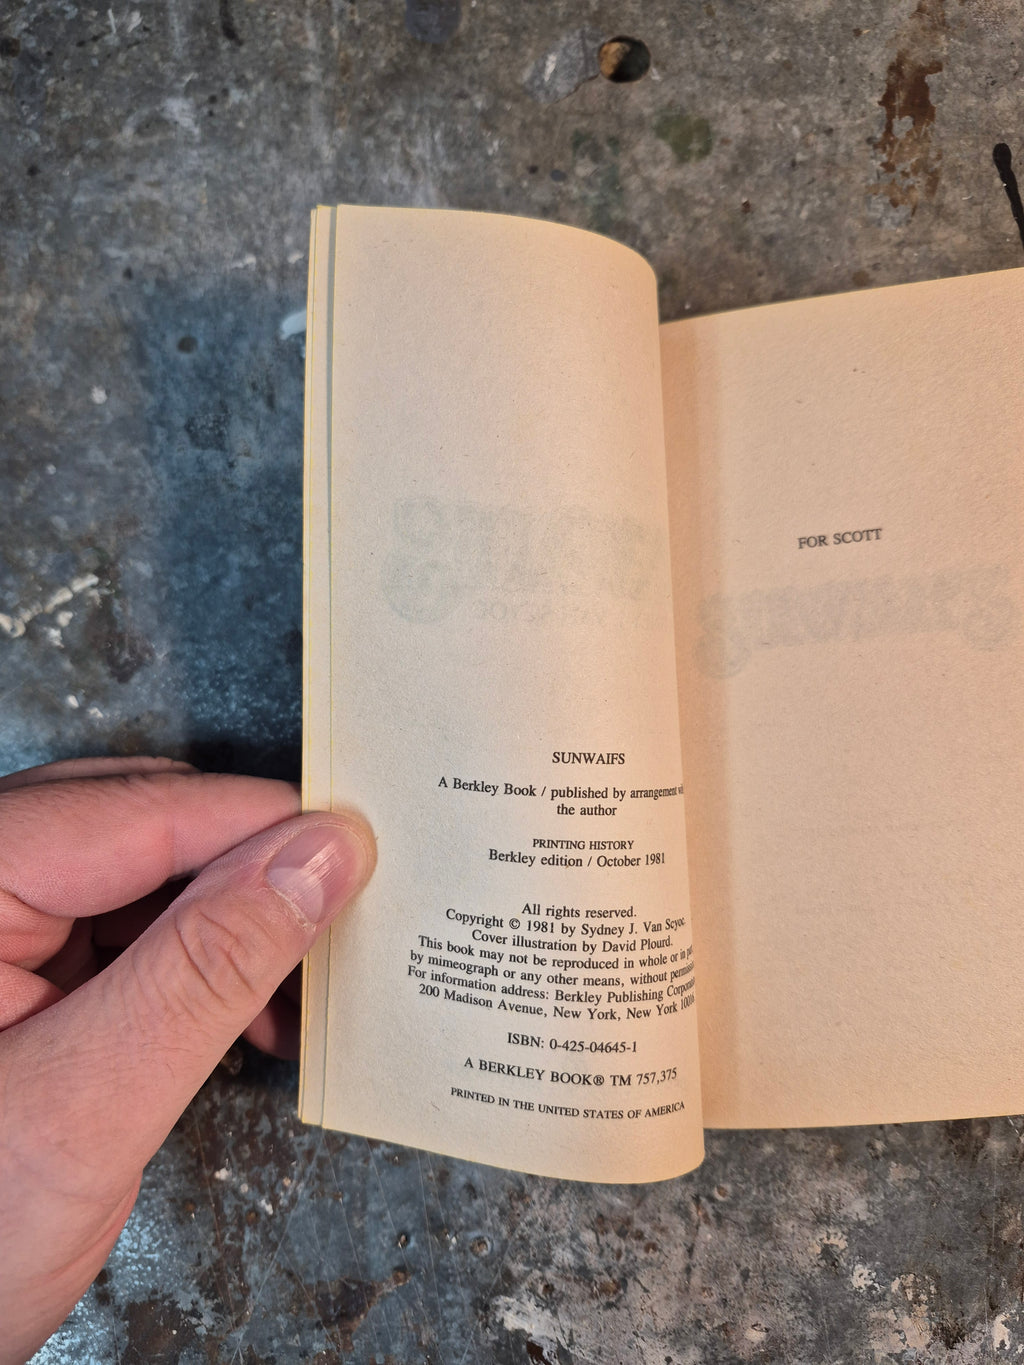 SUNWAIFS
A Berkley Book / published by arrangement
the author
PRINTING HISTORY
Berkley edition / October 1981
All rights reserved.
Copyright © 1981 by Sydney J. Van Scyoc.
Cover illustration by David Plourd.
This book may not be reproduced in whole or in
by mimeograph or any other means, without
For information address: Berkley Publishing
200 Madison Avenue, New York, New York
ISBN: 0-425-04645-1
A BERKLEY BOOK® TM 757,375
PRINTED IN THE UNITED STATES OF AMERICA
FOR SCOTT